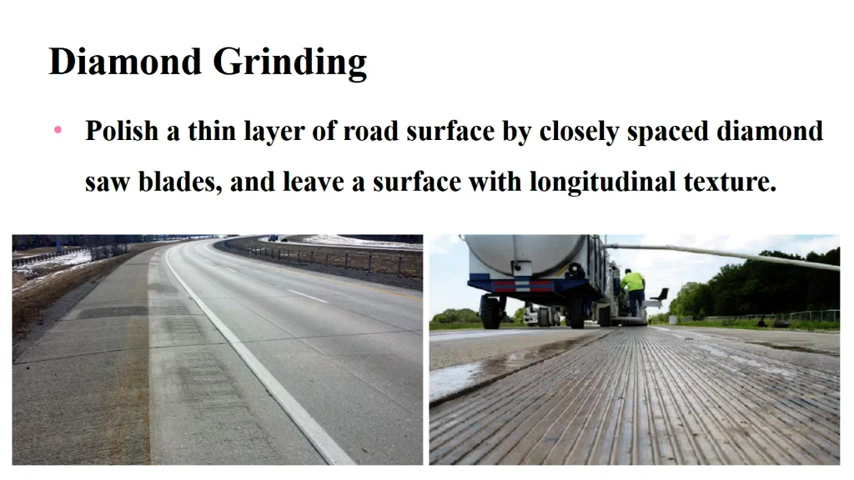 Diamond Grinding
• Polish a thin layer of road surface by closely spaced diamond
saw blades, and leave a surface with longitudinal texture.